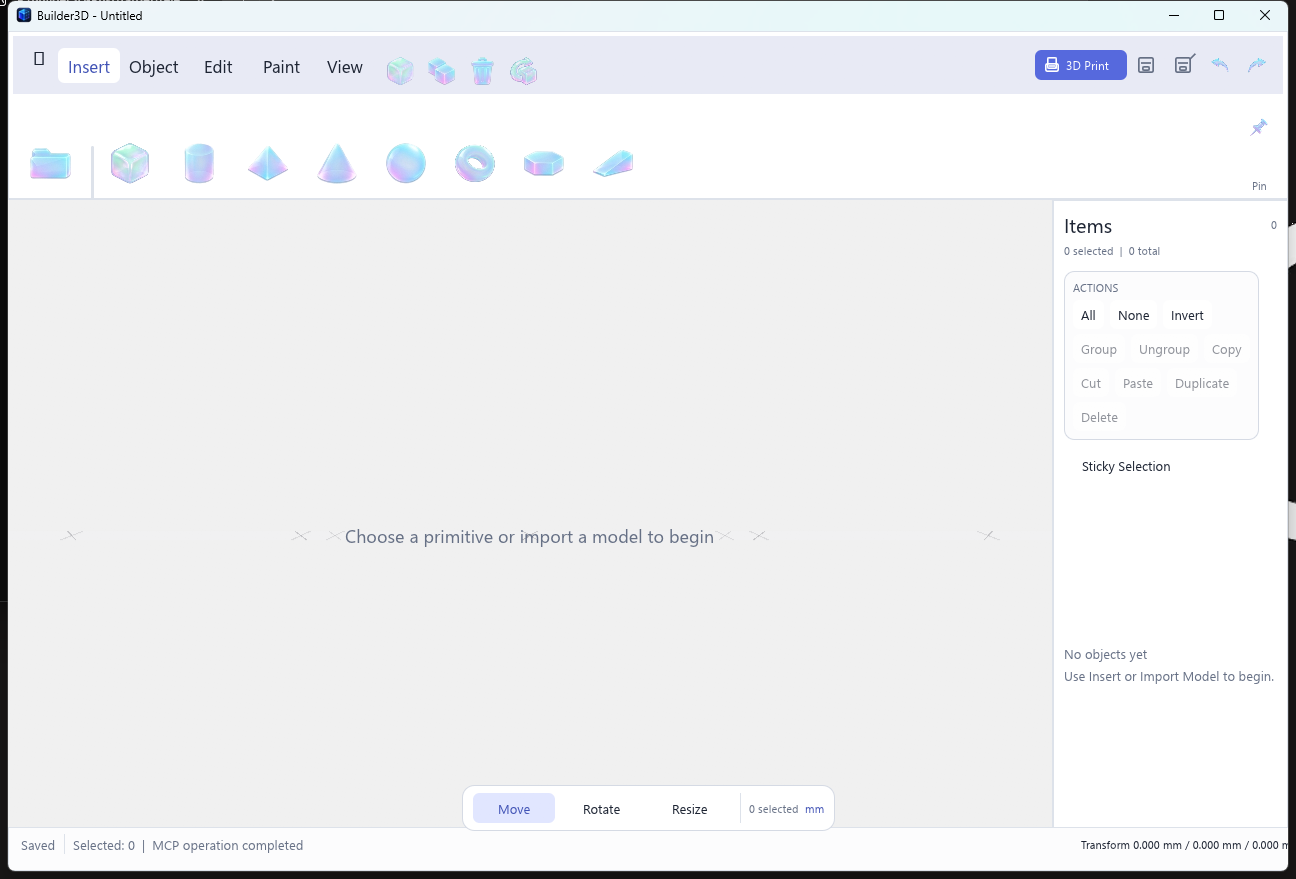 Builder3D - Untitled
Insert Object Edit Paint View
3D Print
Pin
Items 0
0 selected | 0 total
ACTIONS
All None Invert
Group Ungroup Copy
Cut Paste Duplicate
Delete
Sticky Selection
Choose a primitive or import a model to begin
No objects yet
Use Insert or Import Model to begin.
Move Rotate Resize 0 selected mm
Saved Selected: 0 | MCP operation completed
Transform 0.000 mm / 0.000 mm / 0.000 m